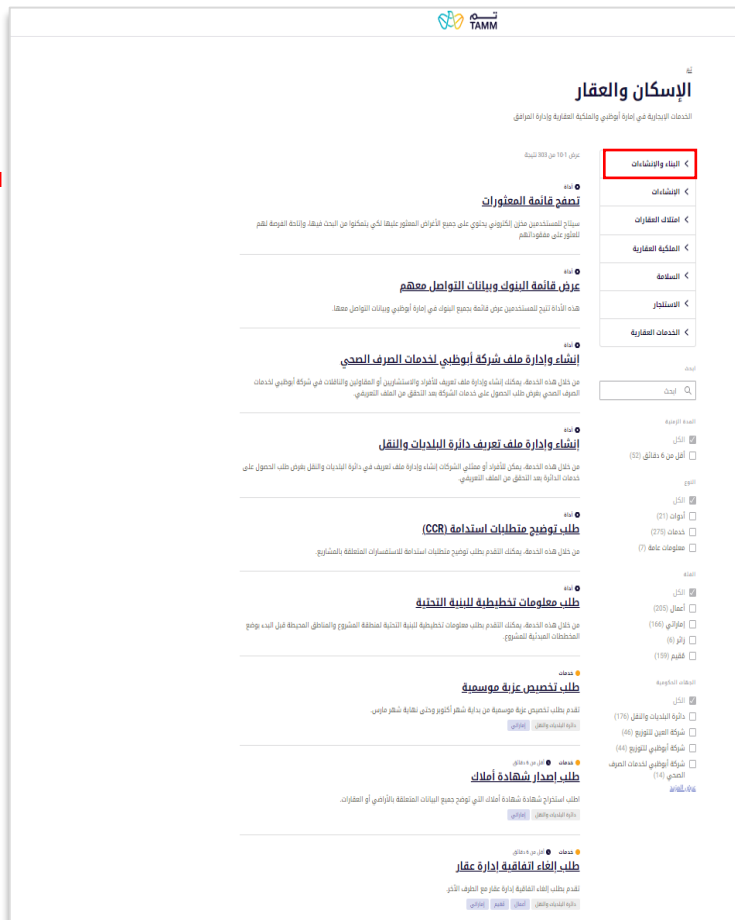 تم
TAMM
تم
الإسكان والعقار
الخدمات الإيجارية في إمارة أبوظبي والملكية العقارية وإدارة المرافق
البناء والإنشاءات
الإنشاءات
امتلاك العقارات
الملكية العقارية
السلامة
الاستئجار
الخدمات العقارية
ابحث
ابحث
المدة الزمنية
الكل
أقل من 6 دقائق (52)
النوع
الكل
أدوات (21)
خدمات (275)
معلومات عامة (7)
الفئة
الكل
أعمال (205)
إماراتي (166)
زائر (6)
مُقيم (159)
الجهات الحكومية
الكل
دائرة البلديات والنقل (176)
شركة العين للتوزيع (46)
شركة أبوظبي للتوزيع (44)
شركة أبوظبي لخدمات الصرف
الصحي (14)
عرض المزيد
عرض 1-10 من 303 نتيجة
أداة
تصفح قائمة المعثورات
سيتاح للمستخدمين مخزن إلكتروني يحتوي على جميع الأغراض المعثور عليها لكي يتمكنوا من البحث فيها، وإتاحة الفرصة لهم
للعثور على مفقوداتهم
أداة
عرض قائمة البنوك وبيانات التواصل معهم
هذه الأداة تتيح للمستخدمين عرض قائمة بجميع البنوك في إمارة أبوظبي وبيانات التواصل معها.
أداة
إنشاء وإدارة ملف شركة أبوظبي لخدمات الصرف الصحي
من خلال هذه الخدمة، يمكنك إنشاء وإدارة ملف تعريف للأفراد والاستشاريين أو المقاولين والناقلات في شركة أبوظبي لخدمات
الصرف الصحي بغرض طلب الحصول على خدمات الشركة بعد التحقق من الملف التعريفي.
أداة
إنشاء وإدارة ملف تعريف دائرة البلديات والنقل
من خلال هذه الخدمة، يمكن للأفراد أو ممثلي الشركات إنشاء وإدارة ملف تعريف في دائرة البلديات والنقل بغرض طلب الحصول على
خدمات الدائرة بعد التحقق من الملف التعريفي.
أداة
طلب توضيح متطلبات استدامة (CCR)
من خلال هذه الخدمة، يمكنك التقدم بطلب توضيح متطلبات استدامة للاستفسارات المتعلقة بالمشاريع.
أداة
طلب معلومات تخطيطية للبنية التحتية
من خلال هذه الخدمة، يمكنك التقدم بطلب معلومات تخطيطية للبنية التحتية لمنطقة المشروع والمناطق المحيطة قبل البدء بوضع
المخططات المبدئية للمشروع.
خدمات
طلب تخصيص عزبة موسمية
تقدم بطلب تخصيص عزبة موسمية من بداية شهر أكتوبر وحتى نهاية شهر مارس.
دائرة البلديات والنقل إماراتي
خدمات أقل من 6 دقائق
طلب إصدار شهادة أملاك
اطلب استخراج شهادة شهادة أملاك التي توضح جميع البيانات المتعلقة بالأراضي أو العقارات.
دائرة البلديات والنقل إماراتي
خدمات أقل من 6 دقائق
طلب إلغاء اتفاقية إدارة عقار
تقدم بطلب إلغاء اتفاقية إدارة عقار مع الطرف الآخر.
دائرة البلديات والنقل أعمال مُقيم إماراتي